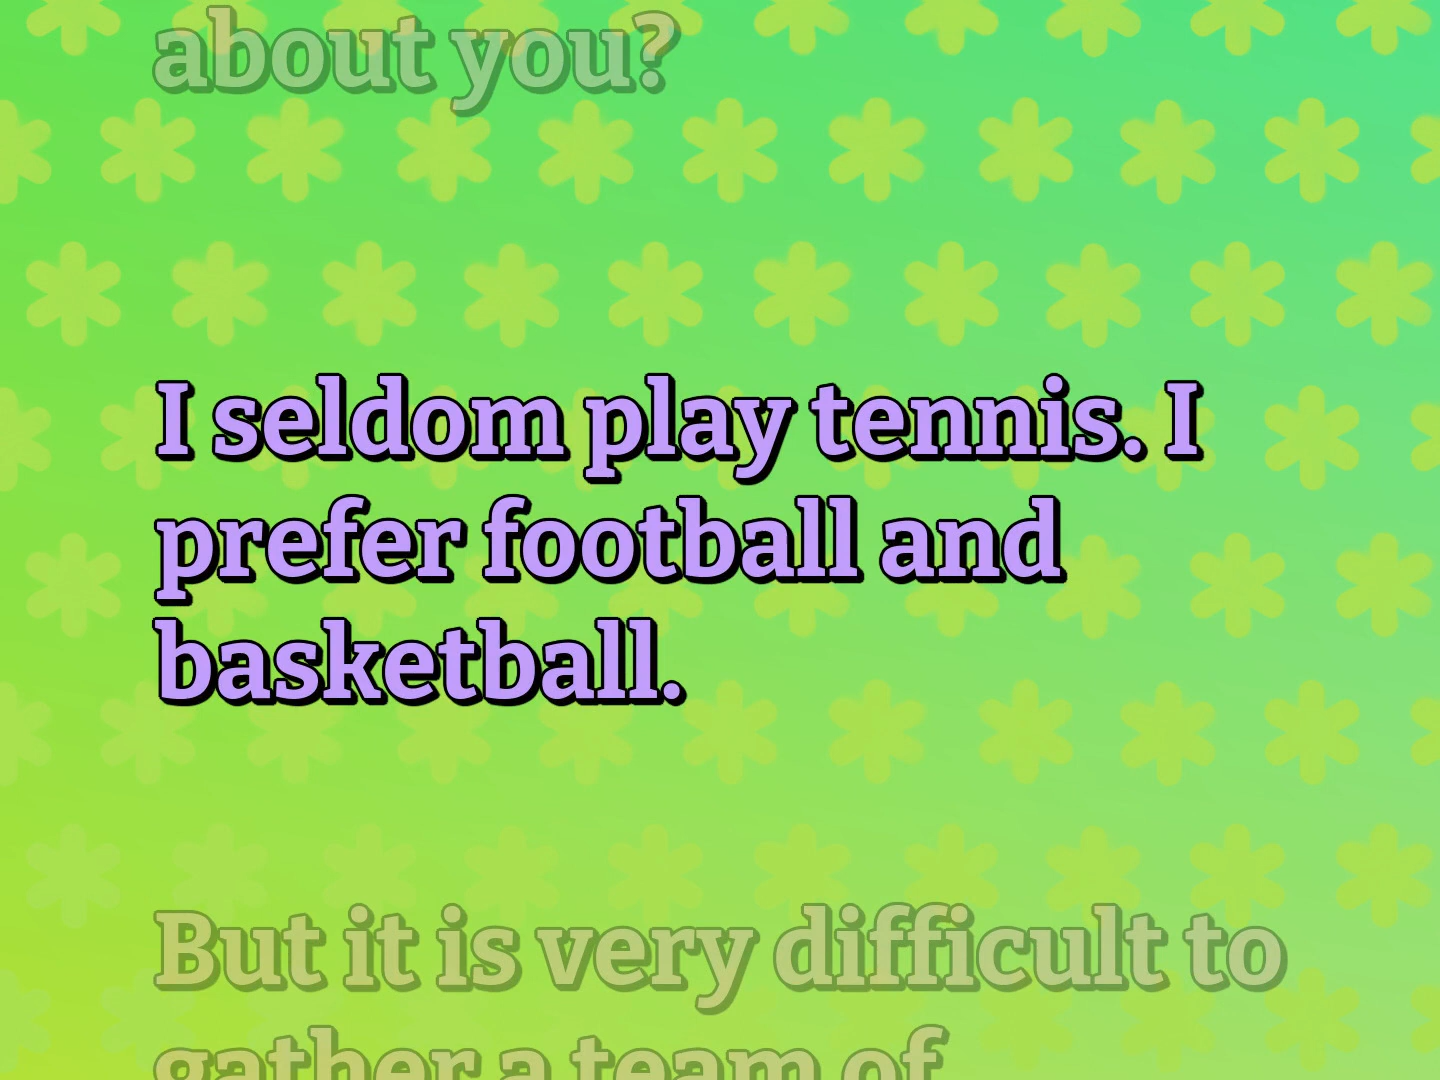 about you?
I seldom play tennis. I
prefer football and
basketball.
But it is very difficult to
gather a team of